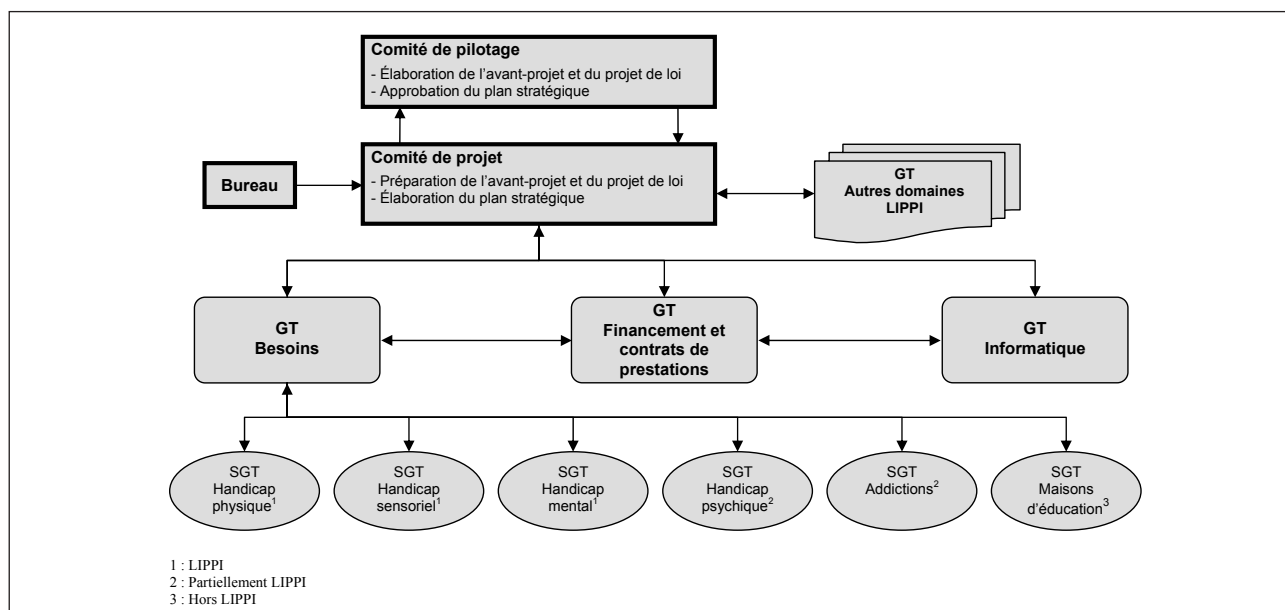 Comité de pilotage
- Élaboration de l'avant-projet et du projet de loi
- Approbation du plan stratégique
Comité de projet
- Préparation de l'avant-projet et du projet de loi
- Élaboration du plan stratégique
Bureau
GT
Autres domaines
LIPPI
GT
Besoins
GT
Financement et
contrats de
prestations
GT
Informatique
SGT
Handicap
physique¹
SGT
Handicap
sensoriel¹
SGT
Handicap
mental¹
SGT
Handicap
psychique²
SGT
Addictions²
SGT
Maisons
d'éducation³
1 : LIPPI
2 : Partiellement LIPPI
3 : Hors LIPPI